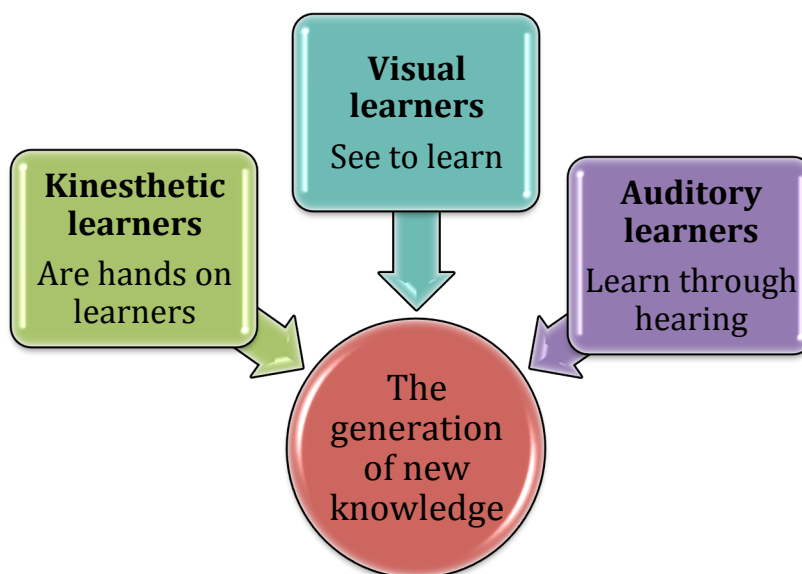 Visual
learners
See to learn
Kinesthetic
learners
Are hands on
learners
Auditory
learners
Learn through
hearing
The
generation
of new
knowledge